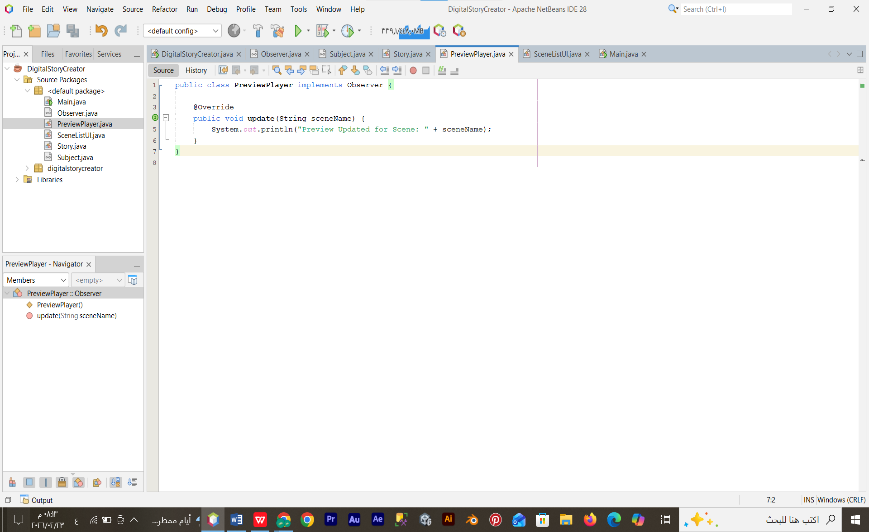 File Edit View Navigate Source Refactor Run Debug Profile Team Tools Window Help
DigitalStoryCreator - Apache NetBeans IDE 28
Search (Ctrl+I)
<default config>
Proj... Files Favorites Services
DigitalStoryCreator.java Observer.java Subject.java Story.java PreviewPlayer.java SceneListUI.java Main.java
Source History
DigitalStoryCreator
Source Packages
<default package>
Main.java
Observer.java
PreviewPlayer.java
SceneListUI.java
Story.java
Subject.java
digitalstorycreator
Libraries
1 public class PreviewPlayer implements Observer {
2
3 @Override
public void update(String sceneName) {
5 System.out.println("Preview Updated for Scene: " + sceneName);
6 }
7 }
8
PreviewPlayer - Navigator
Members <empty>
PreviewPlayer :: Observer
PreviewPlayer()
update(String sceneName)
Output
7:2 INS Windows (CRLF)
أيام ممطر...
اكتب هنا للبحث